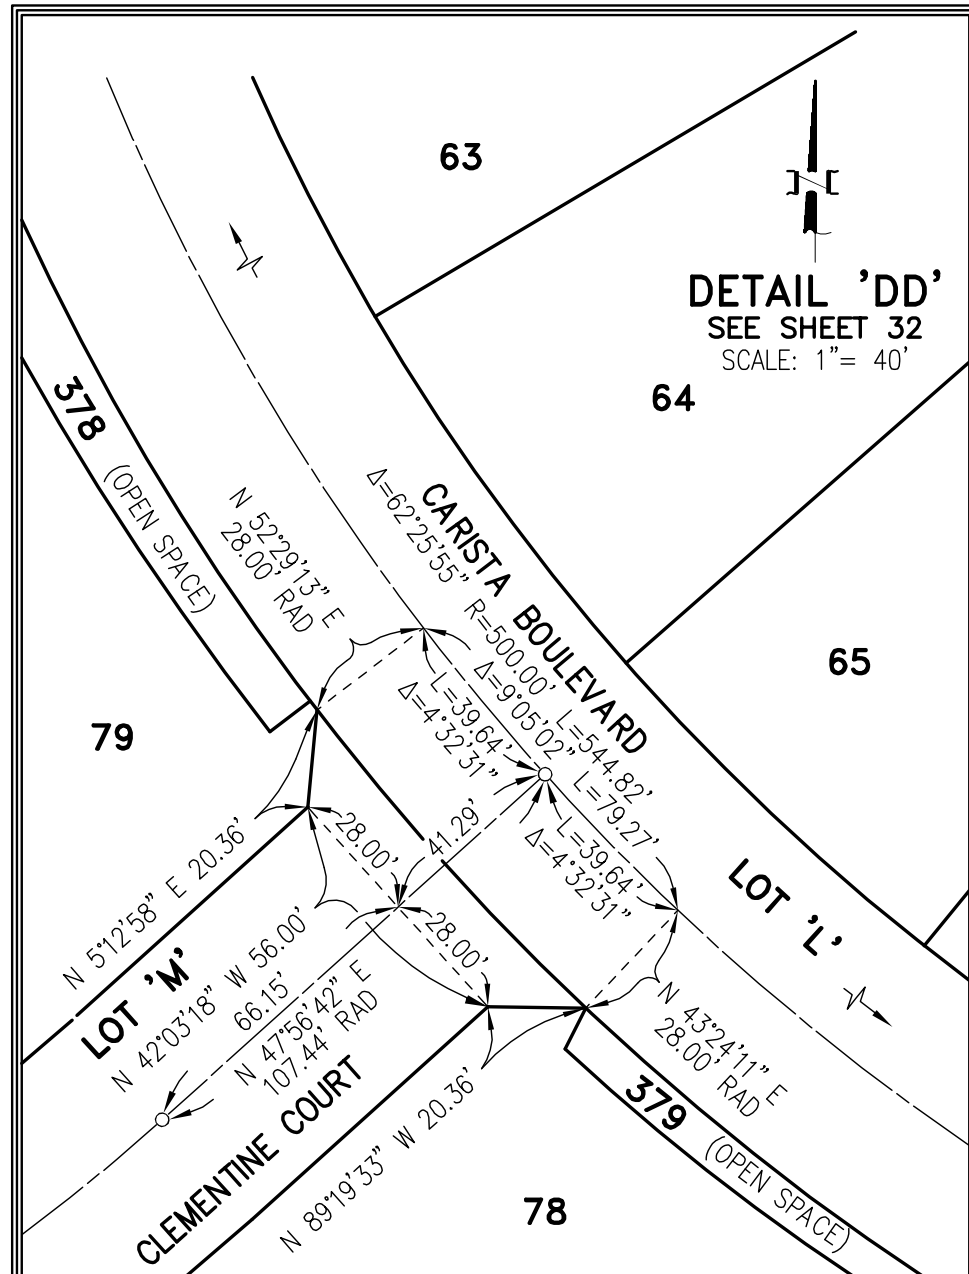 63
DETAIL 'DD'
SEE SHEET 32
SCALE: 1"= 40'
64
378 (OPEN SPACE)
N 52°29'13" E
28.00' RAD
CARISTA BOULEVARD
Δ=62°25'55" R=500.00' L=544.82'
Δ=9°05'02" L=79.27'
L=39.64'
Δ=4°32'31"
65
79
L=39.64'
Δ=4°32'31"
41.29'
28.00'
28.00'
N 5°12'58" E 20.36'
LOT 'L'
LOT 'M'
N 42°03'18" W 56.00'
66.15'
N 47°56'42" E
107.44' RAD
N 43°24'11" E
28.00' RAD
CLEMENTINE COURT
N 89°19'33" W 20.36'
379 (OPEN SPACE)
78